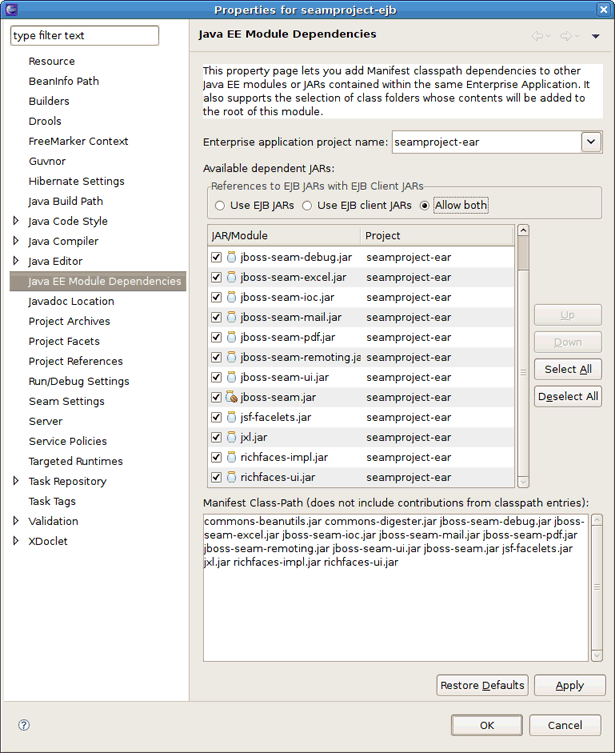 Properties for seamproject-ejb
type filter text
Resource
BeanInfo Path
Builders
Drools
FreeMarker Context
Guvnor
Hibernate Settings
Java Build Path
Java Code Style
Java Compiler
Java Editor
Java EE Module Dependencies
Javadoc Location
Project Archives
Project Facets
Project References
Run/Debug Settings
Seam Settings
Server
Service Policies
Targeted Runtimes
Task Repository
Task Tags
Validation
XDoclet
Java EE Module Dependencies
This property page lets you add Manifest classpath dependencies to other
Java EE modules or JARs contained within the same Enterprise Application. It
also supports the selection of class folders whose contents will be added to
the root of this module.
Enterprise application project name: seamproject-ear
Available dependent JARs:
References to EJB JARs with EJB Client JARs
Use EJB JARs Use EJB client JARs Allow both
JAR/Module Project
jboss-seam-debug.jar seamproject-ear
jboss-seam-excel.jar seamproject-ear
jboss-seam-ioc.jar seamproject-ear
jboss-seam-mail.jar seamproject-ear
jboss-seam-pdf.jar seamproject-ear
jboss-seam-remoting.ja seamproject-ear
jboss-seam-ui.jar seamproject-ear
jboss-seam.jar seamproject-ear
jsf-facelets.jar seamproject-ear
jxl.jar seamproject-ear
richfaces-impl.jar seamproject-ear
richfaces-ui.jar seamproject-ear
Up
Down
Select All
Deselect All
Manifest Class-Path (does not include contributions from classpath entries):
commons-beanutils.jar commons-digester.jar jboss-seam-debug.jar jboss-
seam-excel.jar jboss-seam-ioc.jar jboss-seam-mail.jar jboss-seam-pdf.jar
jboss-seam-remoting.jar jboss-seam-ui.jar jboss-seam.jar jsf-facelets.jar
jxl.jar richfaces-impl.jar richfaces-ui.jar
Restore Defaults Apply
? OK Cancel